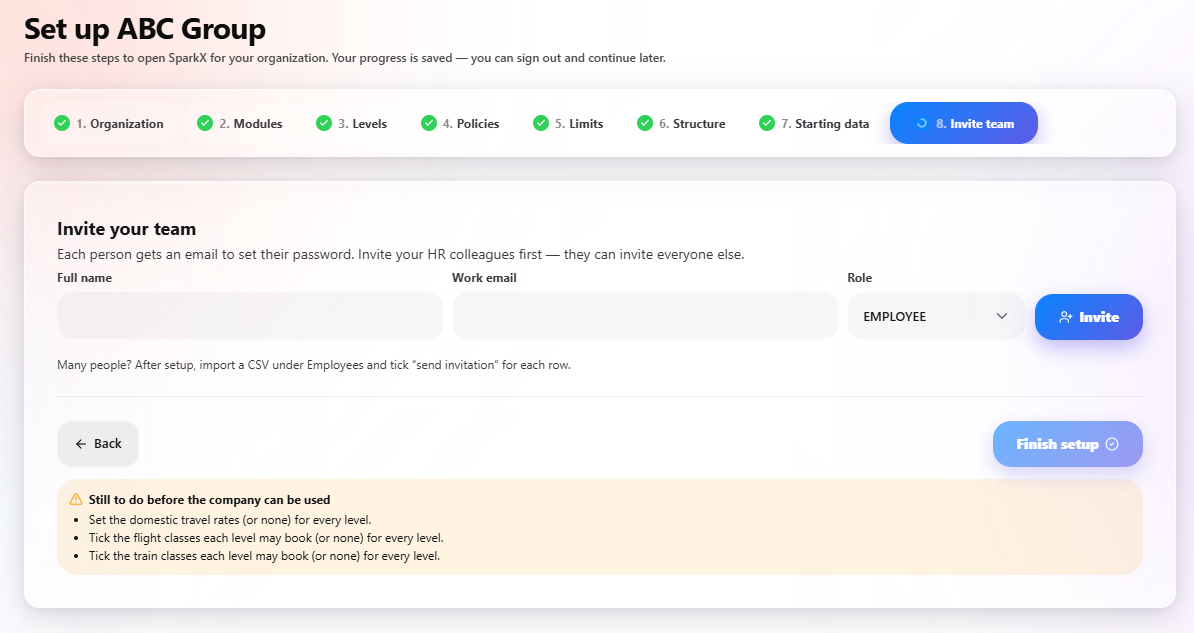 Set up ABC Group
Finish these steps to open SparkX for your organization. Your progress is saved — you can sign out and continue later.
1. Organization
2. Modules
3. Levels
4. Policies
5. Limits
6. Structure
7. Starting data
8. Invite team
Invite your team
Each person gets an email to set their password. Invite your HR colleagues first — they can invite everyone else.
Full name
Work email
Role
EMPLOYEE
Invite
Many people? After setup, import a CSV under Employees and tick “send invitation” for each row.
Back
Finish setup
Still to do before the company can be used
• Set the domestic travel rates (or none) for every level.
• Tick the flight classes each level may book (or none) for every level.
• Tick the train classes each level may book (or none) for every level.